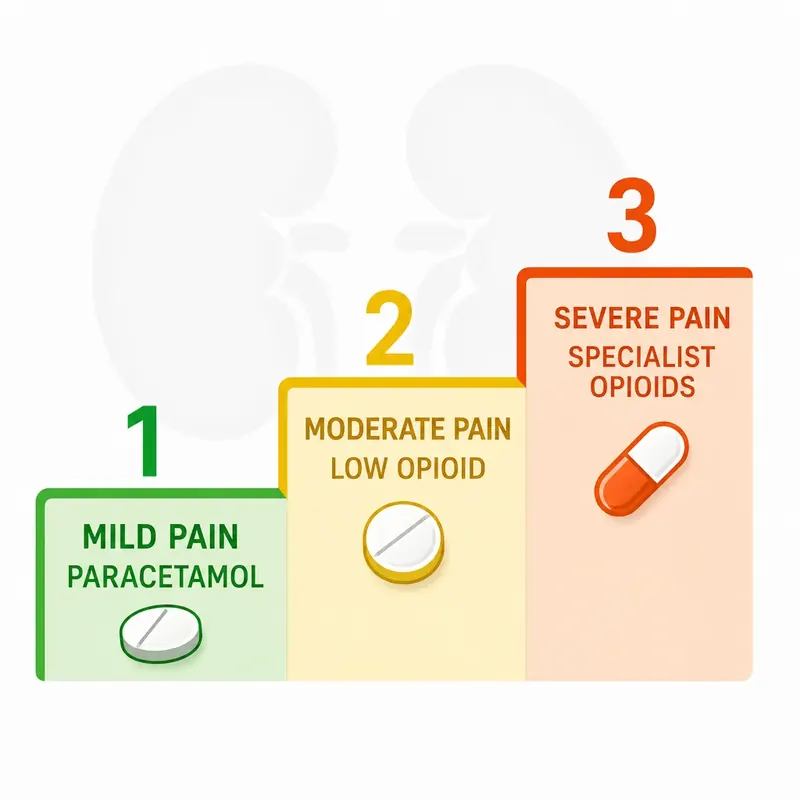 1
MILD PAIN
PARACETAMOL
2
MODERATE PAIN
LOW OPIOID
3
SEVERE PAIN
SPECIALIST
OPIOIDS